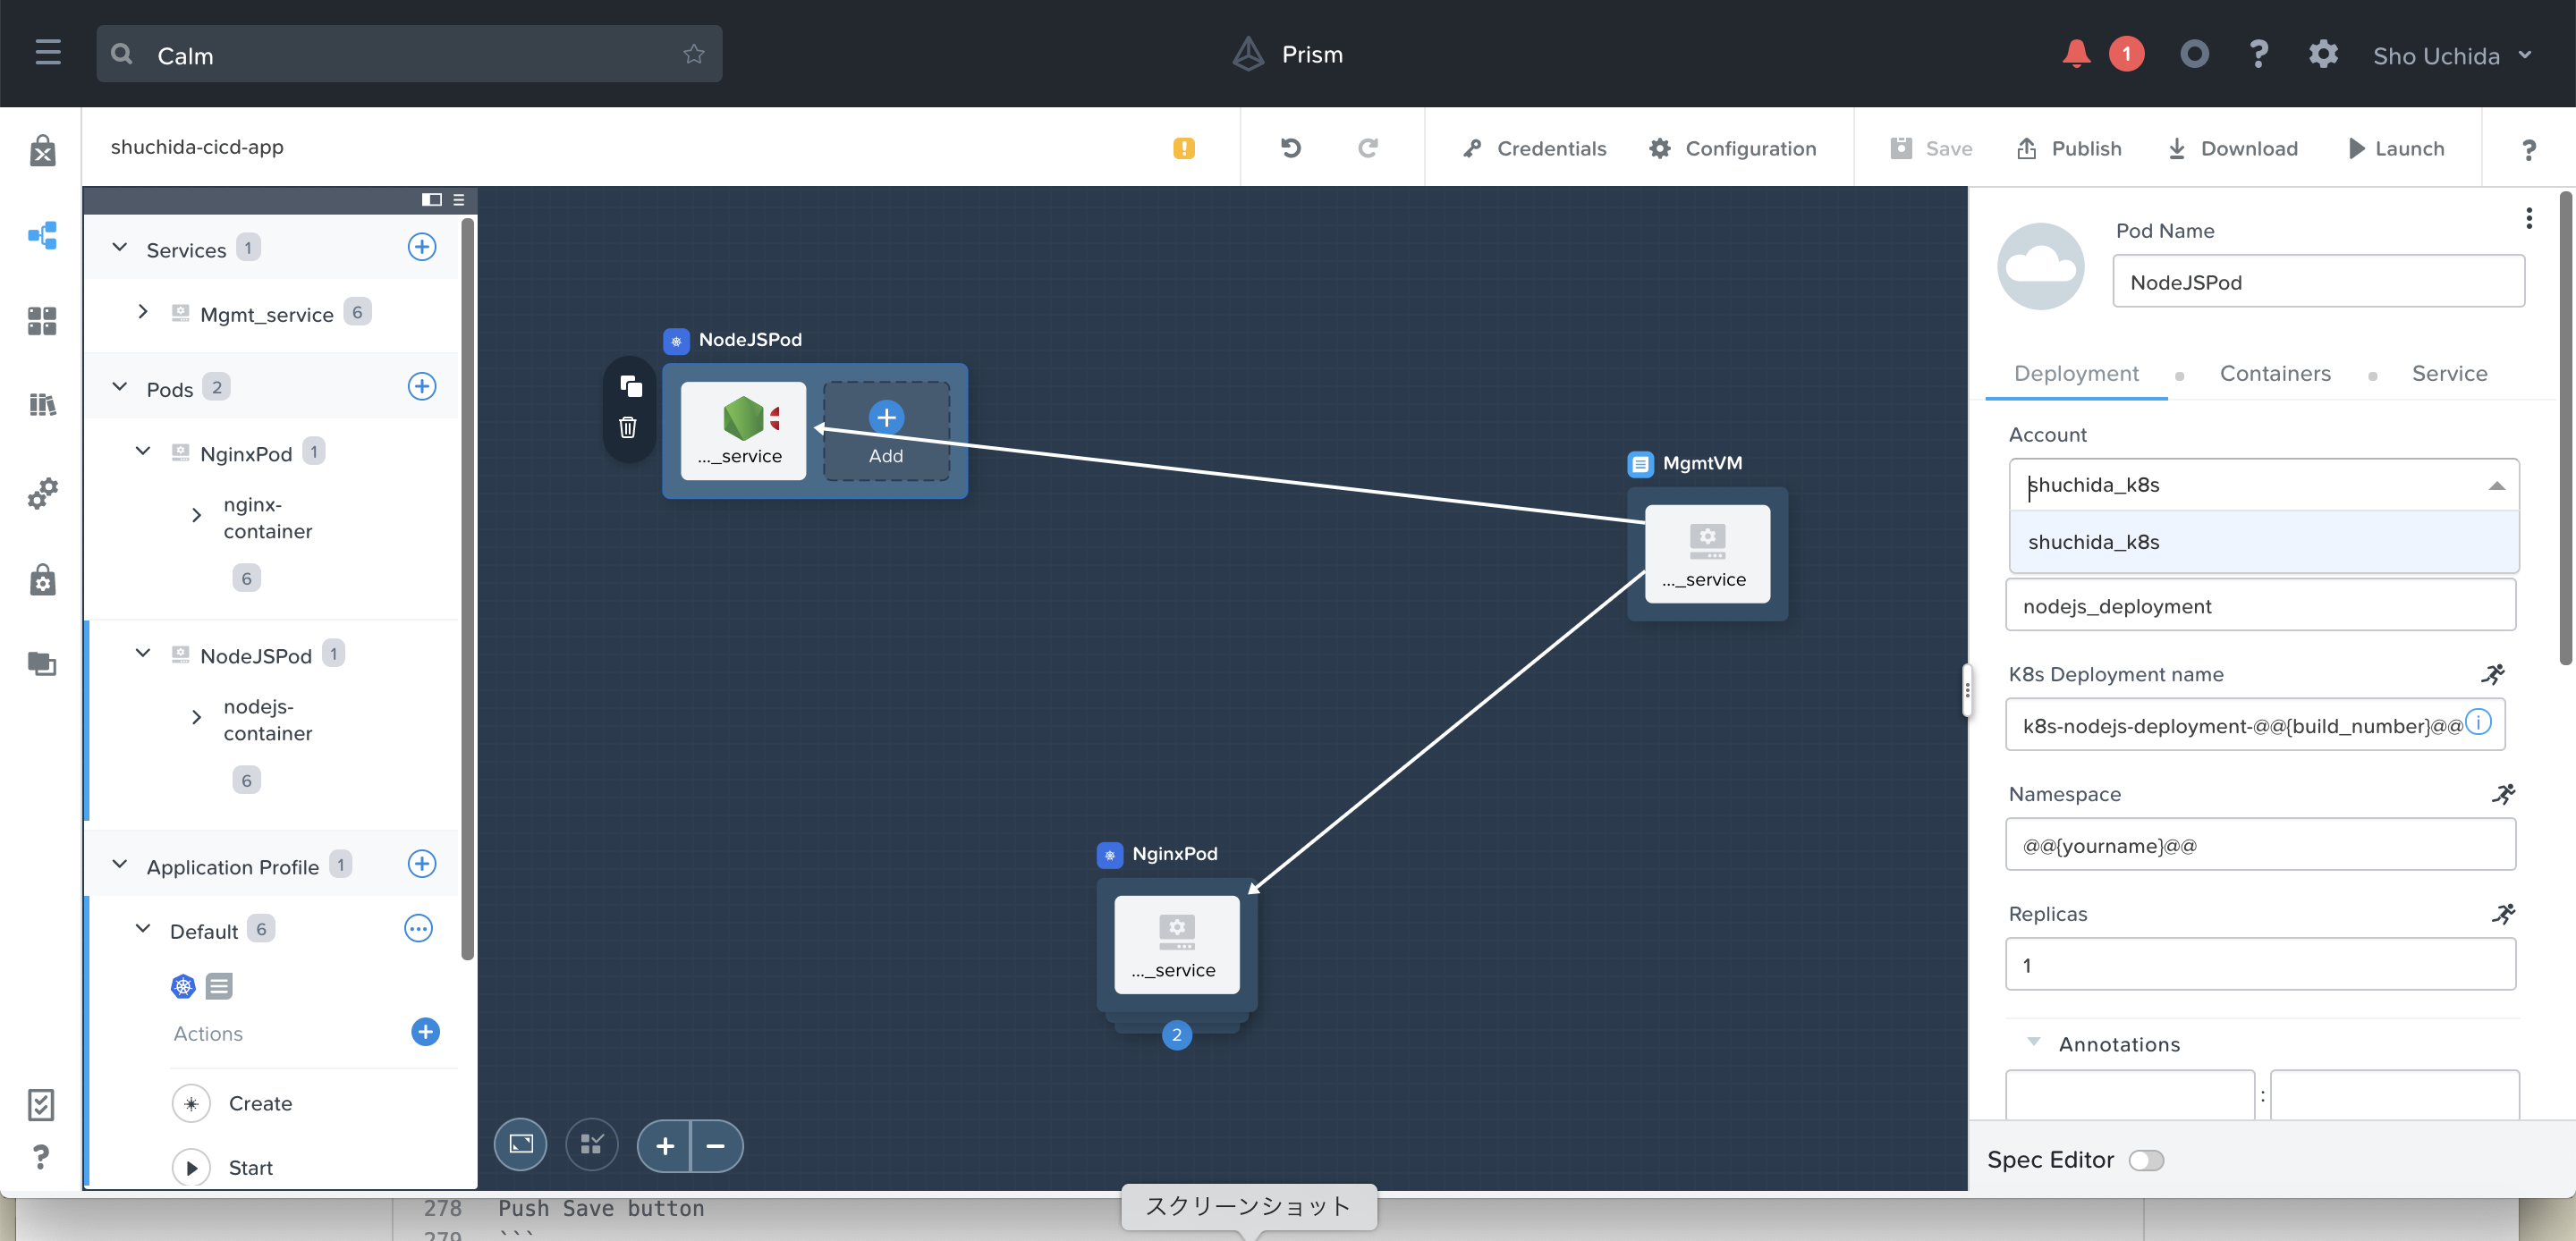 Calm
Prism
1
?
Sho Uchida
shuchida-cicd-app
!
Credentials
Configuration
Save
Publish
Download
Launch
?
Services 1
Mgmt_service 6
Pods 2
NginxPod 1
nginx-
container
6
NodeJSPod 1
nodejs-
container
6
Application Profile 1
Default 6
Actions
Create
Start
?
NodeJSPod
..._service
Add
MgmtVM
..._service
NginxPod
..._service
2
Pod Name
NodeJSPod
Deployment
Containers
Service
Account
shuchida_k8s
shuchida_k8s
nodejs_deployment
K8s Deployment name
k8s-nodejs-deployment-@@{build_number}@@
Namespace
@@{yourname}@@
Replicas
1
Annotations
:
Spec Editor
278 Push Save button
279 ```
スクリーンショット